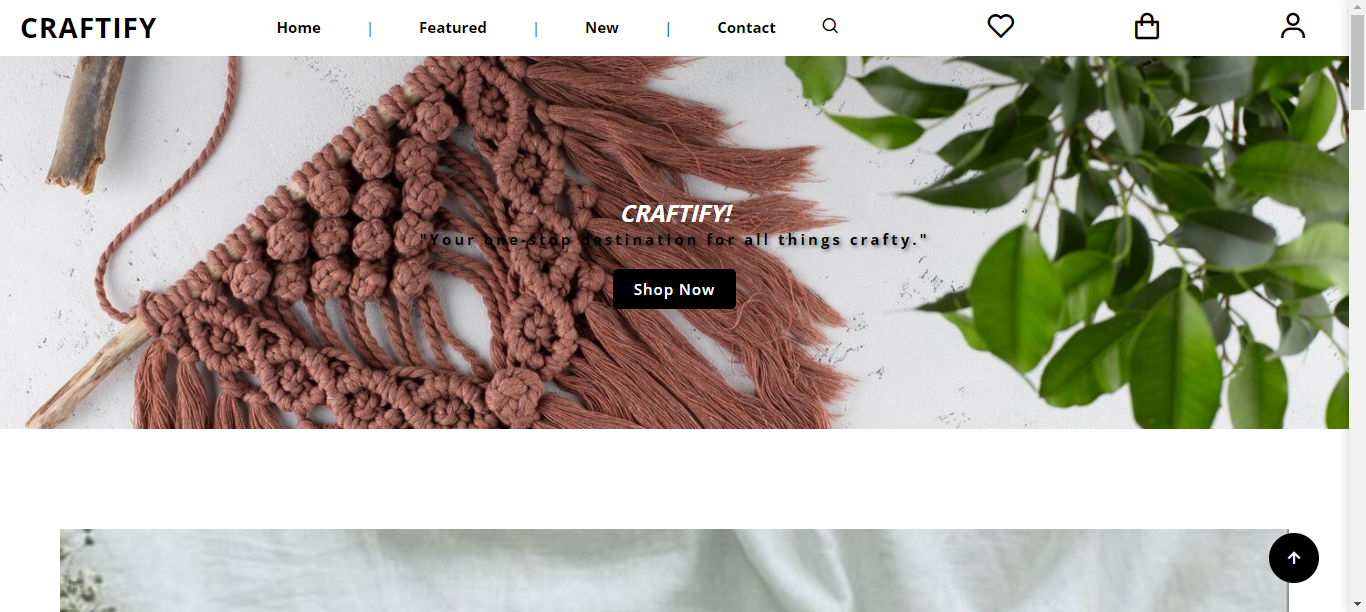 CRAFTIFY
Home | Featured | New | Contact
CRAFTIFY!
"Your one-stop destination for all things crafty."
Shop Now